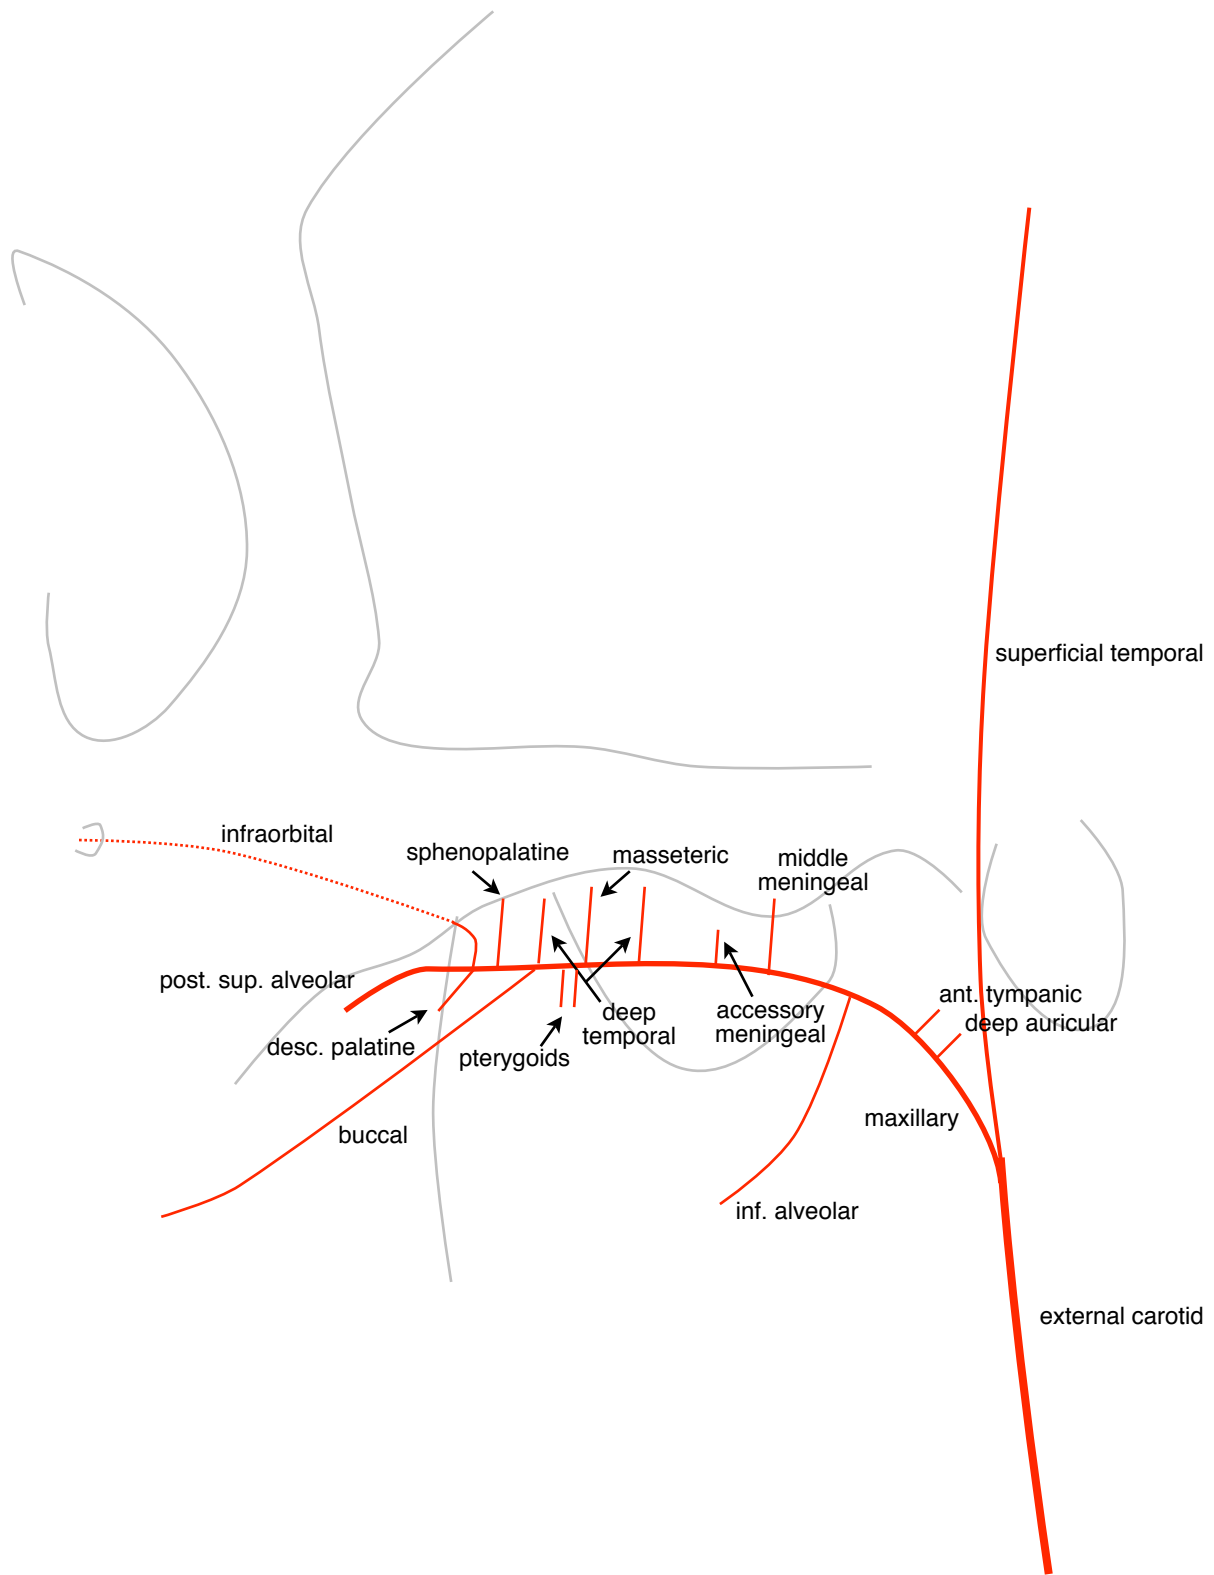 superficial temporal
infraorbital
sphenopalatine
masseteric
middle
meningeal
post. sup. alveolar
ant. tympanic
deep auricular
accessory
meningeal
deep
temporal
desc. palatine
pterygoids
maxillary
buccal
inf. alveolar
external carotid